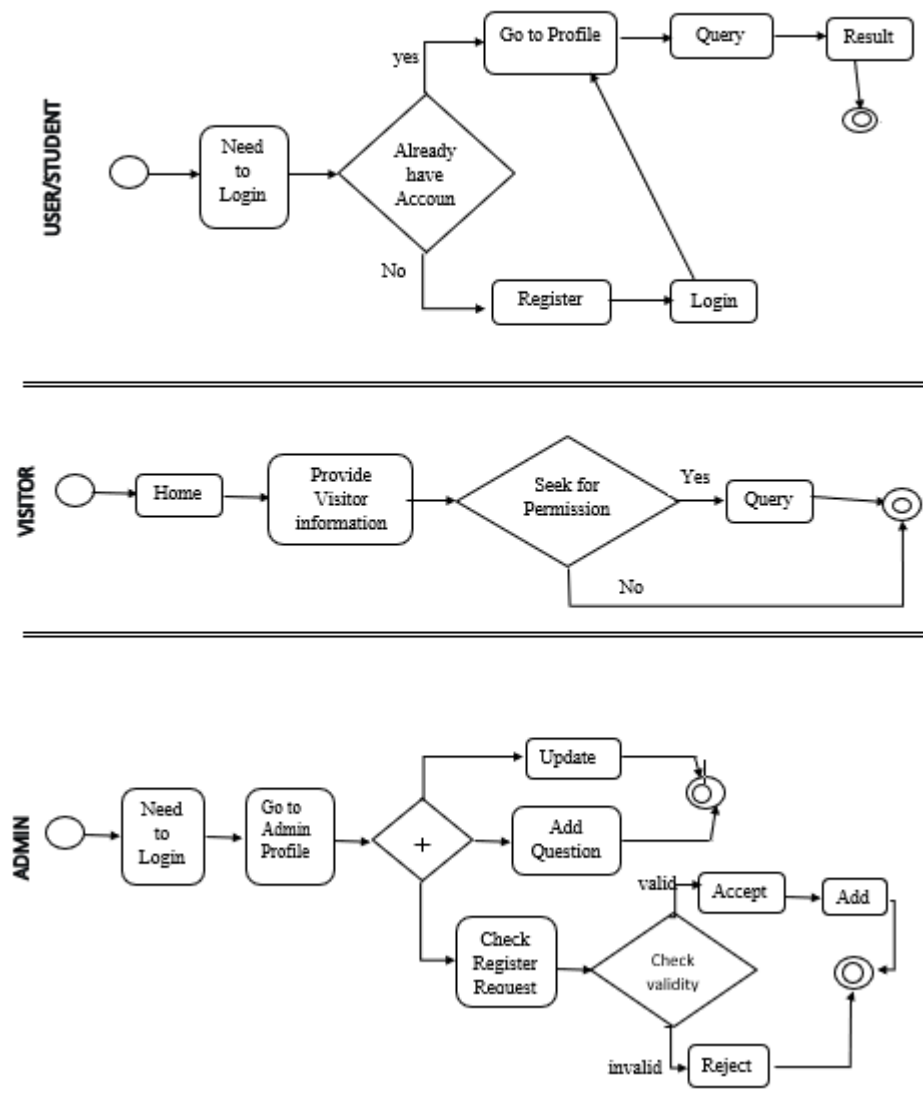 USER/STUDENT
Need
to
Login
Already
have
Accoun
yes
No
Go to Profile
Query
Result
Register
Login
VISITOR
Home
Provide
Visitor
information
Seek for
Permission
Yes
No
Query
ADMIN
Need
to
Login
Go to
Admin
Profile
+
Update
Add
Question
Check
Register
Request
Check
validity
valid
Accept
Add
invalid
Reject